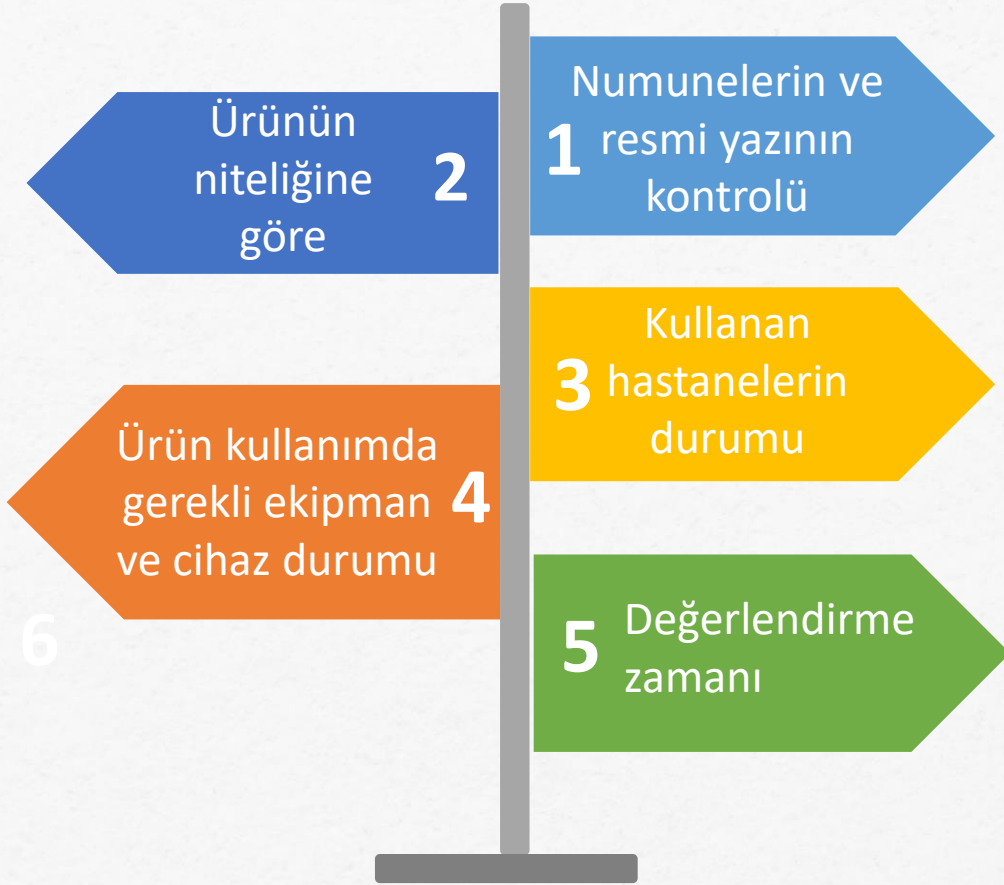 1 Numunelerin ve
resmi yazının
kontrolü
2 Ürünün
niteliğine
göre
3 Kullanan
hastanelerin
durumu
4 Ürün kullanımda
gerekli ekipman
ve cihaz durumu
5 Değerlendirme
zamanı
6